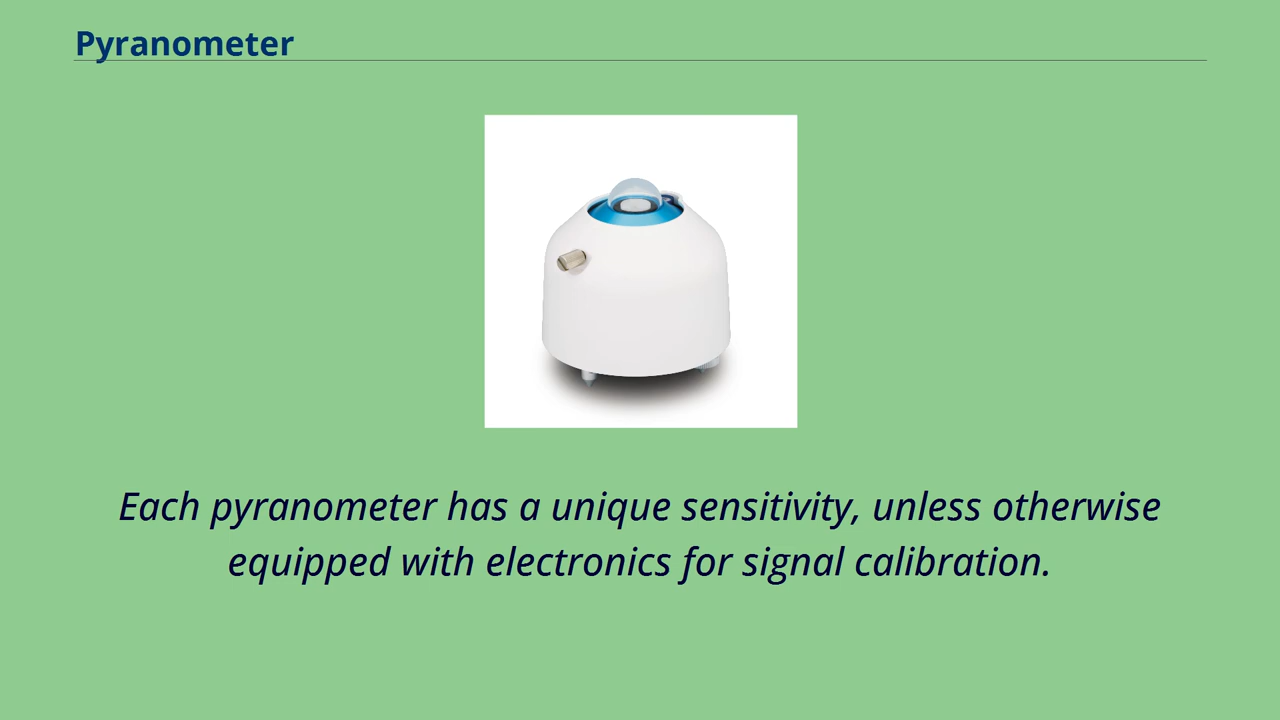 Pyranometer
Each pyranometer has a unique sensitivity, unless otherwise
equipped with electronics for signal calibration.